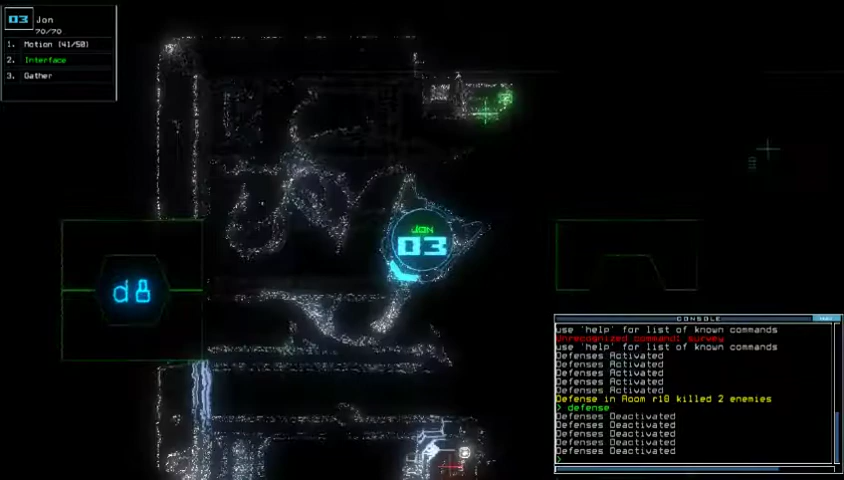 03 Jon
70/70
1. Motion (41/50)
2. Interface
3. Gather
JON
03
d8
CONSOLE
use 'help' for list of known commands
Unrecognized command: survey
use 'help' for list of known commands
Defenses Activated
Defenses Activated
Defenses Activated
Defenses Activated
Defenses Activated
Defense in Room r10 killed 2 enemies
> defense
Defenses Deactivated
Defenses Deactivated
Defenses Deactivated
Defenses Deactivated
Defenses Deactivated
>